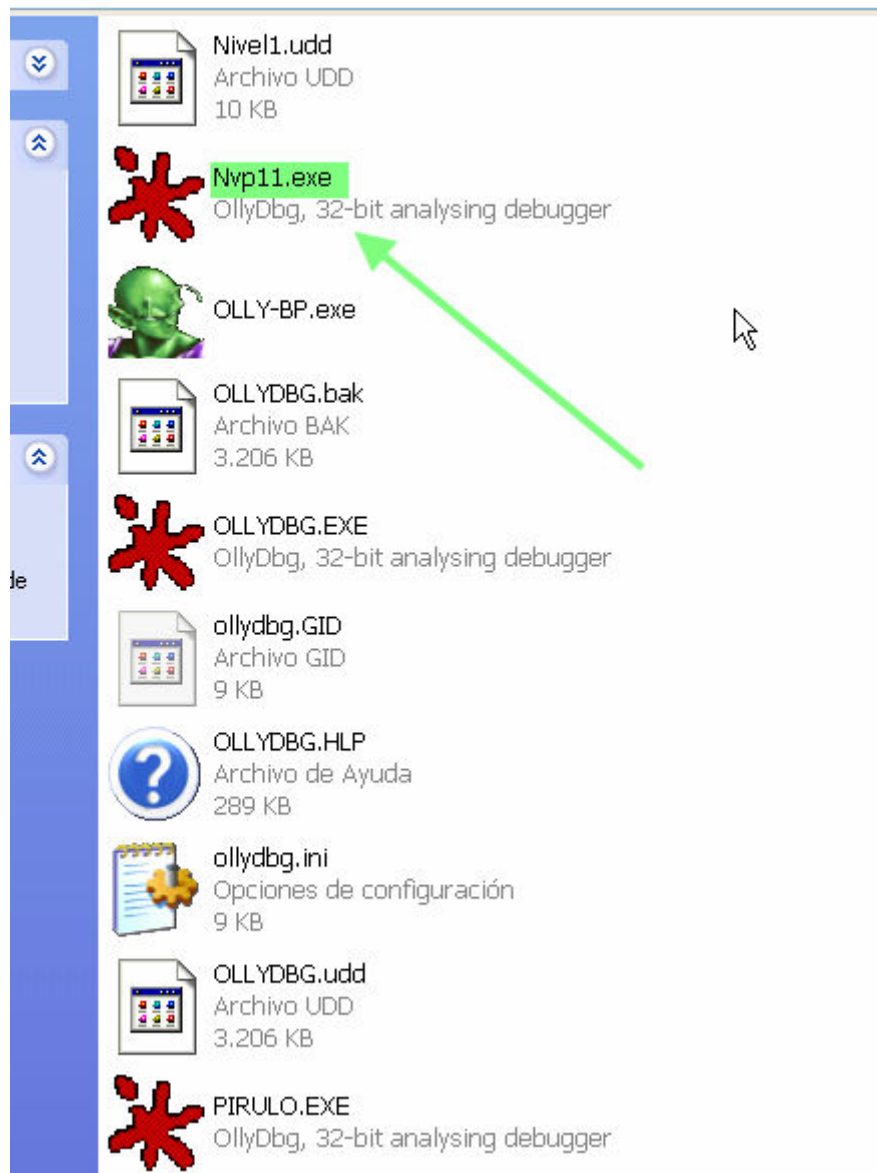 Nivel1.udd
Archivo UDD
10 KB
Nvp11.exe
OllyDbg, 32-bit analysing debugger
OLLY-BP.exe
OLLYDBG.bak
Archivo BAK
3.206 KB
OLLYDBG.EXE
OllyDbg, 32-bit analysing debugger
de
ollydbg.GID
Archivo GID
9 KB
OLLYDBG.HLP
Archivo de Ayuda
289 KB
ollydbg.ini
Opciones de configuración
9 KB
OLLYDBG.udd
Archivo UDD
3.206 KB
PIRULO.EXE
OllyDbg, 32-bit analysing debugger